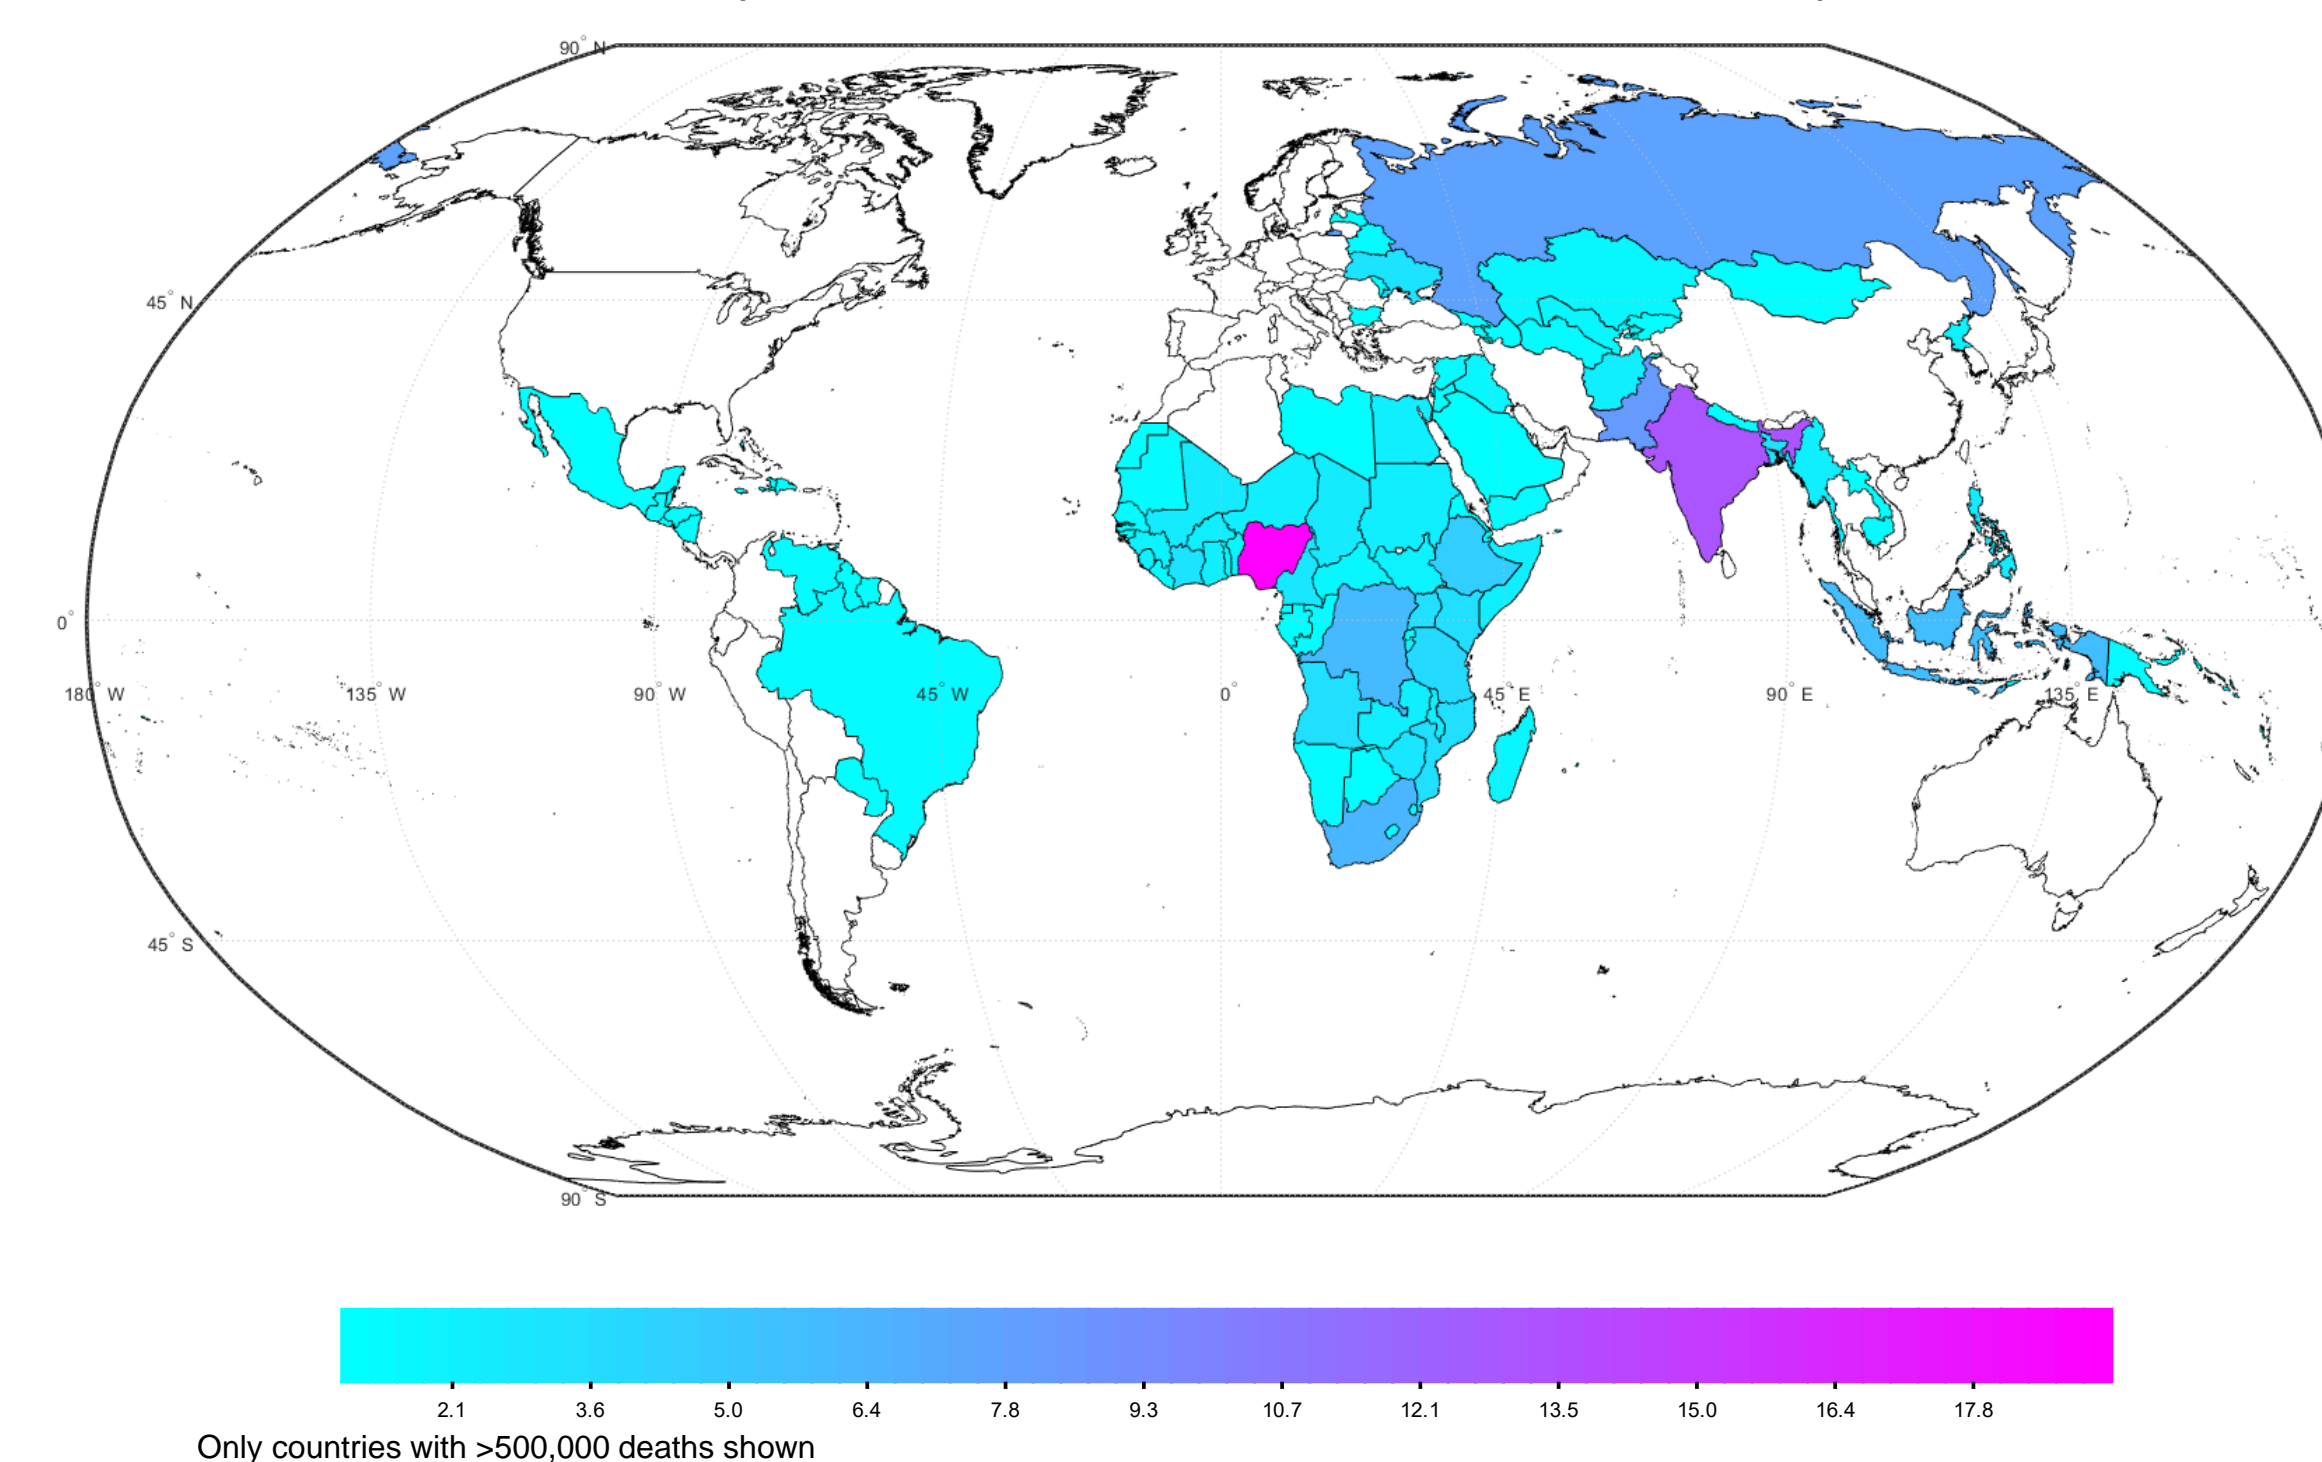 90° N
45° N
0°
180° W 135° W 90° W 45° W 0° 45° E 90° E 135° E
45° S
90° S
2.1 3.6 5.0 6.4 7.8 9.3 10.7 12.1 13.5 15.0 16.4 17.8
Only countries with >500,000 deaths shown